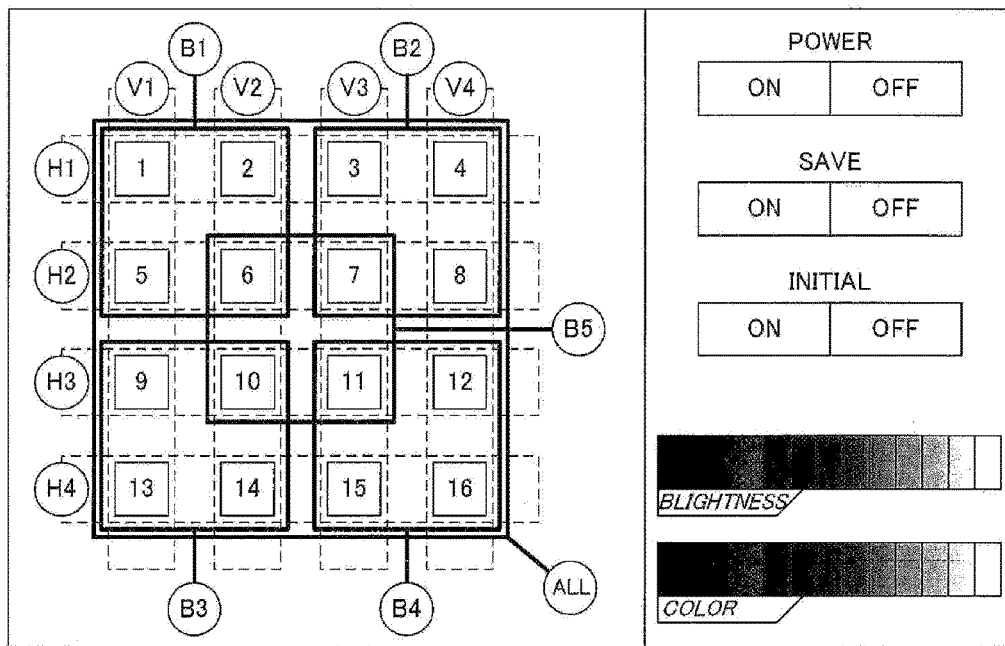 B1 B2
V1 V2 V3 V4
H1 1 2 3 4
H2 5 6 7 8
B5
H3 9 10 11 12
H4 13 14 15 16
ALL
B3 B4
POWER
ON OFF
SAVE
ON OFF
INITIAL
ON OFF
BLIGHTNESS
COLOR